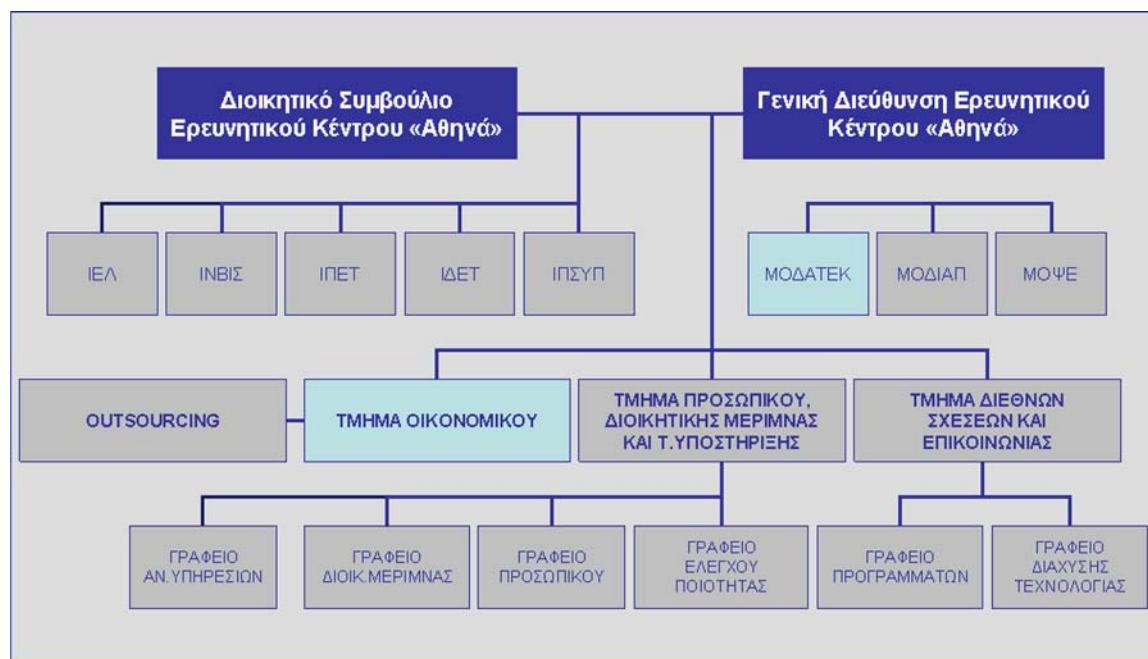 Διοικητικό Συμβούλιο
Ερευνητικού Κέντρου «Αθηνά»
Γενική Διεύθυνση Ερευνητικού
Κέντρου «Αθηνά»
ΙΕΛ
ΙΝΒΙΣ
ΙΠΕΤ
ΙΔΕΤ
ΙΠΣΥΠ
ΜΟΔΑΤΕΚ
ΜΟΔΙΑΠ
ΜΟΨΕ
OUTSOURCING
ΤΜΗΜΑ ΟΙΚΟΝΟΜΙΚΟΥ
ΤΜΗΜΑ ΠΡΟΣΩΠΙΚΟΥ,
ΔΙΟΙΚΗΤΙΚΗΣ ΜΕΡΙΜΝΑΣ
ΚΑΙ Τ.ΥΠΟΣΤΗΡΙΞΗΣ
ΤΜΗΜΑ ΔΙΕΘΝΩΝ
ΣΧΕΣΕΩΝ ΚΑΙ
ΕΠΙΚΟΙΝΩΝΙΑΣ
ΓΡΑΦΕΙΟ
ΑΝ.ΥΠΗΡΕΣΙΩΝ
ΓΡΑΦΕΙΟ
ΔΙΟΙΚ.ΜΕΡΙΜΝΑΣ
ΓΡΑΦΕΙΟ
ΠΡΟΣΩΠΙΚΟΥ
ΓΡΑΦΕΙΟ
ΕΛΕΓΧΟΥ
ΠΟΙΟΤΗΤΑΣ
ΓΡΑΦΕΙΟ
ΠΡΟΓΡΑΜΜΑΤΩΝ
ΓΡΑΦΕΙΟ
ΔΙΑΧΥΣΗΣ
ΤΕΧΝΟΛΟΓΙΑΣ